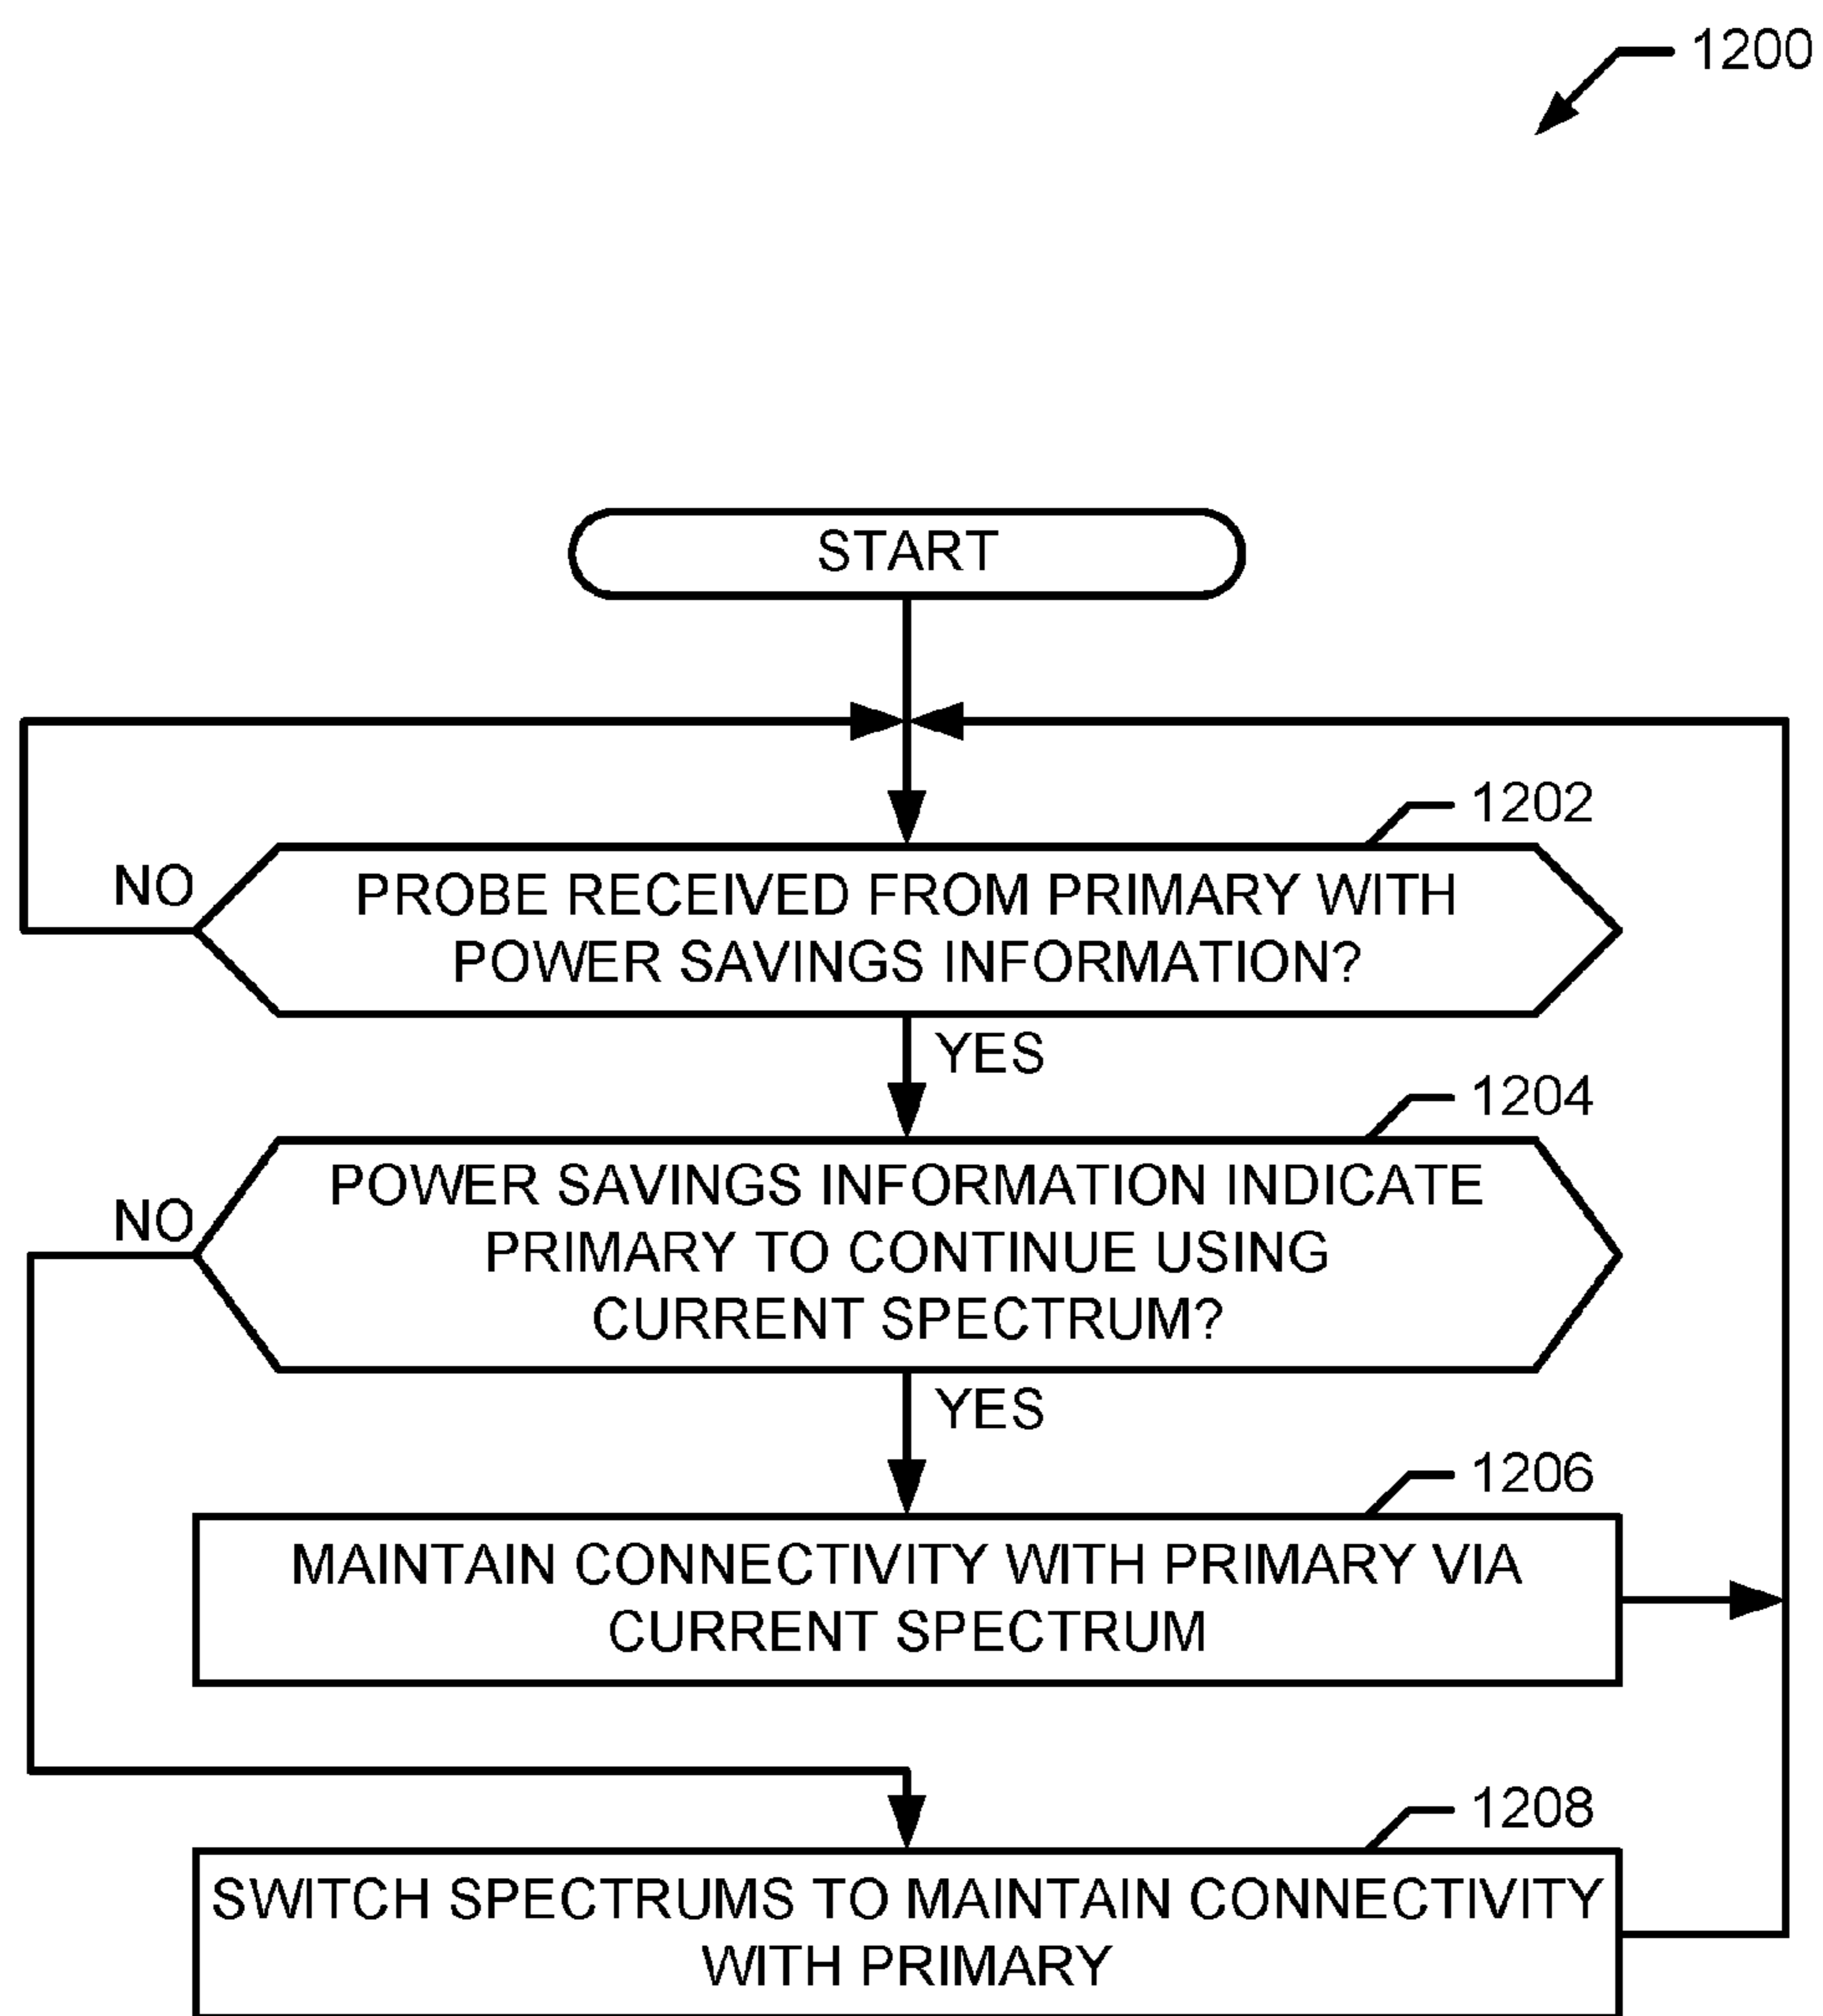 1200
START
1202
NO
PROBE RECEIVED FROM PRIMARY WITH
POWER SAVINGS INFORMATION?
YES
1204
NO
POWER SAVINGS INFORMATION INDICATE
PRIMARY TO CONTINUE USING
CURRENT SPECTRUM?
YES
1206
MAINTAIN CONNECTIVITY WITH PRIMARY VIA
CURRENT SPECTRUM
1208
SWITCH SPECTRUMS TO MAINTAIN CONNECTIVITY
WITH PRIMARY